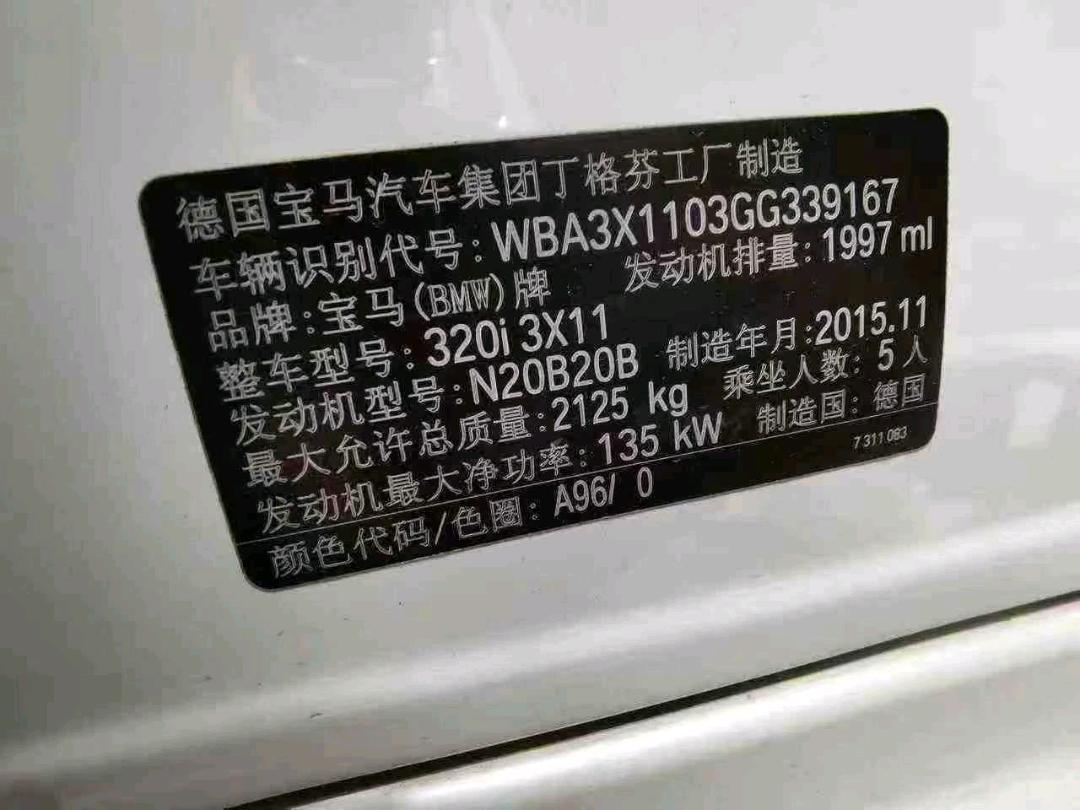 德国宝马汽车集团丁格芬工厂制造
车辆识别代号: WBA3X1103GG339167
品牌: 宝马(BMW)牌 发动机排量: 1997 ml
整车型号: 320i 3X11
发动机型号: N20B20B 制造年月: 2015.11
最大允许总质量: 2125 kg 乘坐人数: 5 人
发动机最大净功率: 135 kW 制造国: 德国
颜色代码/色圈: A96/ 0 7 311 083